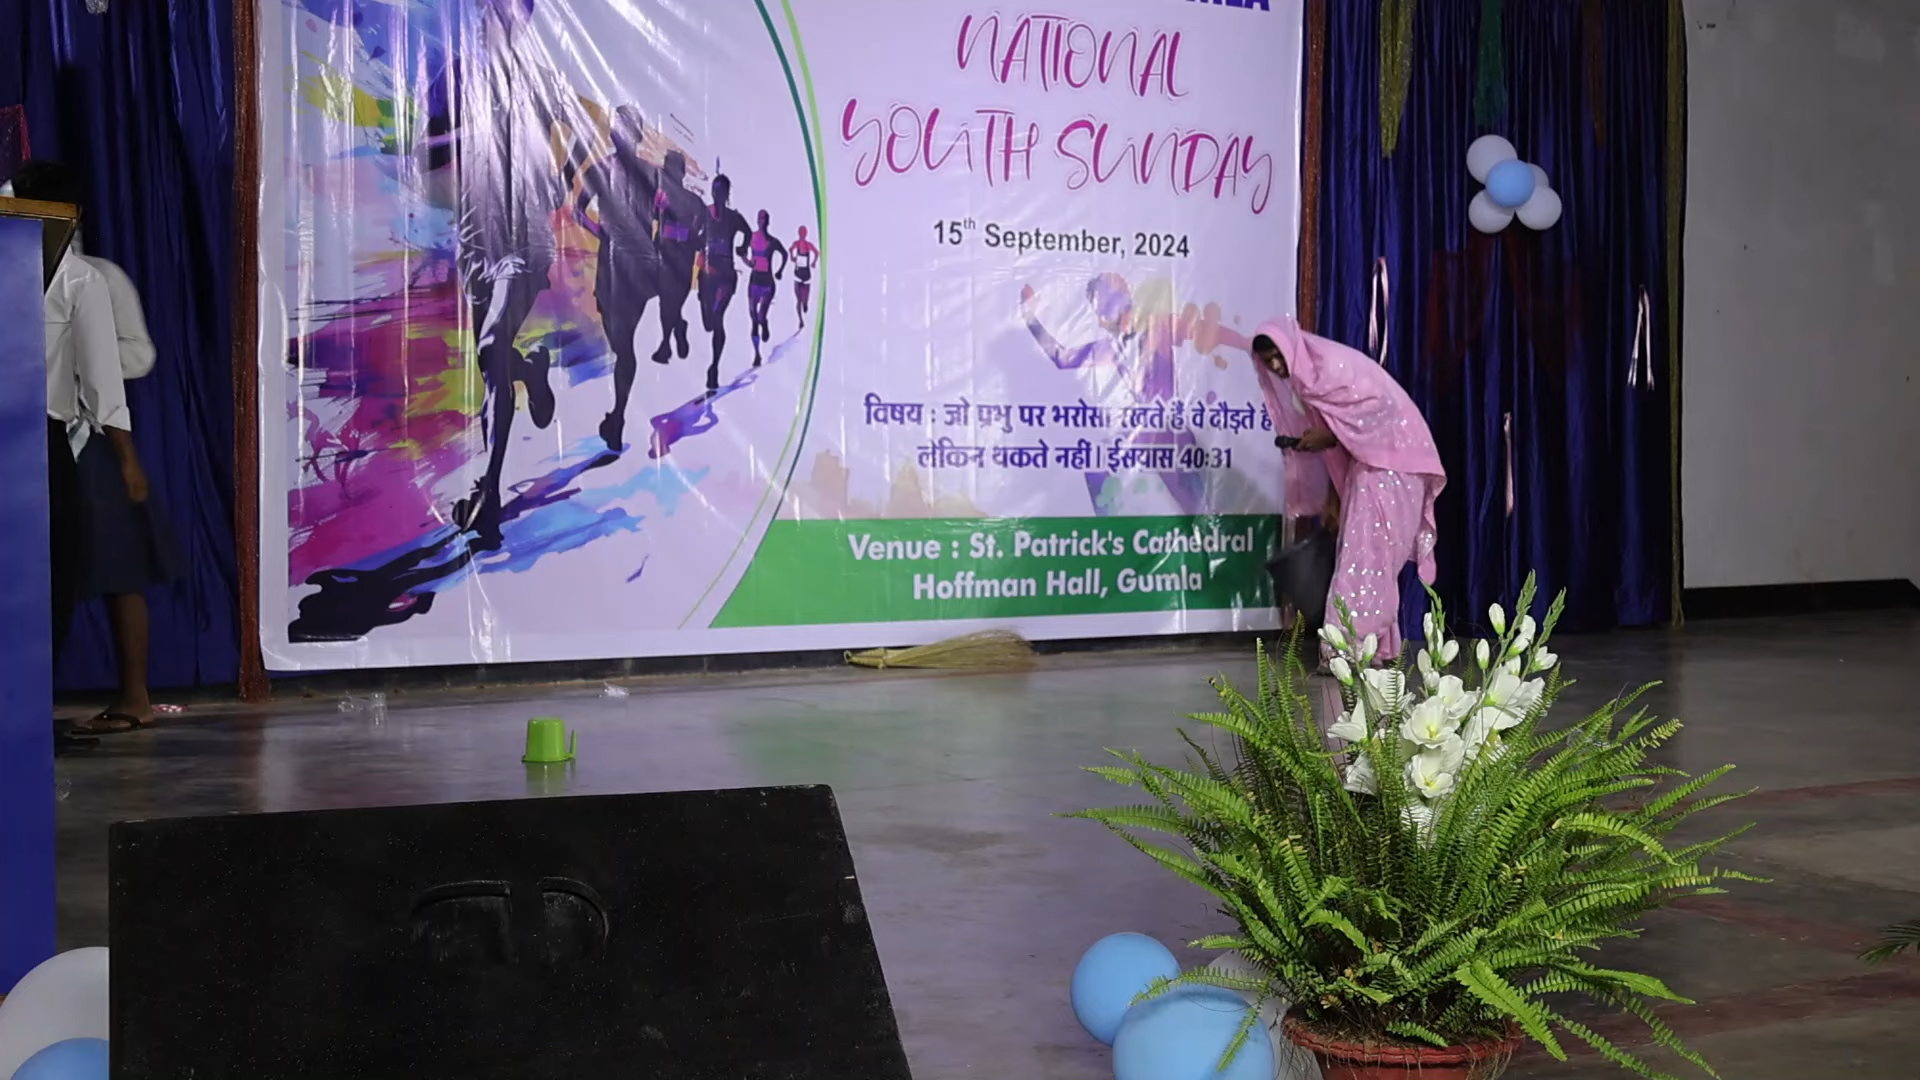 NATIONAL
YOUTH SUNDAY
15th September, 2024
विषय : जो प्रभु पर भरोसा रखते हैं वे दौड़ते है
लेकिन थकते नहीं। ईसयास 40:31
Venue : St. Patrick's Cathedral
Hoffman Hall, Gumla